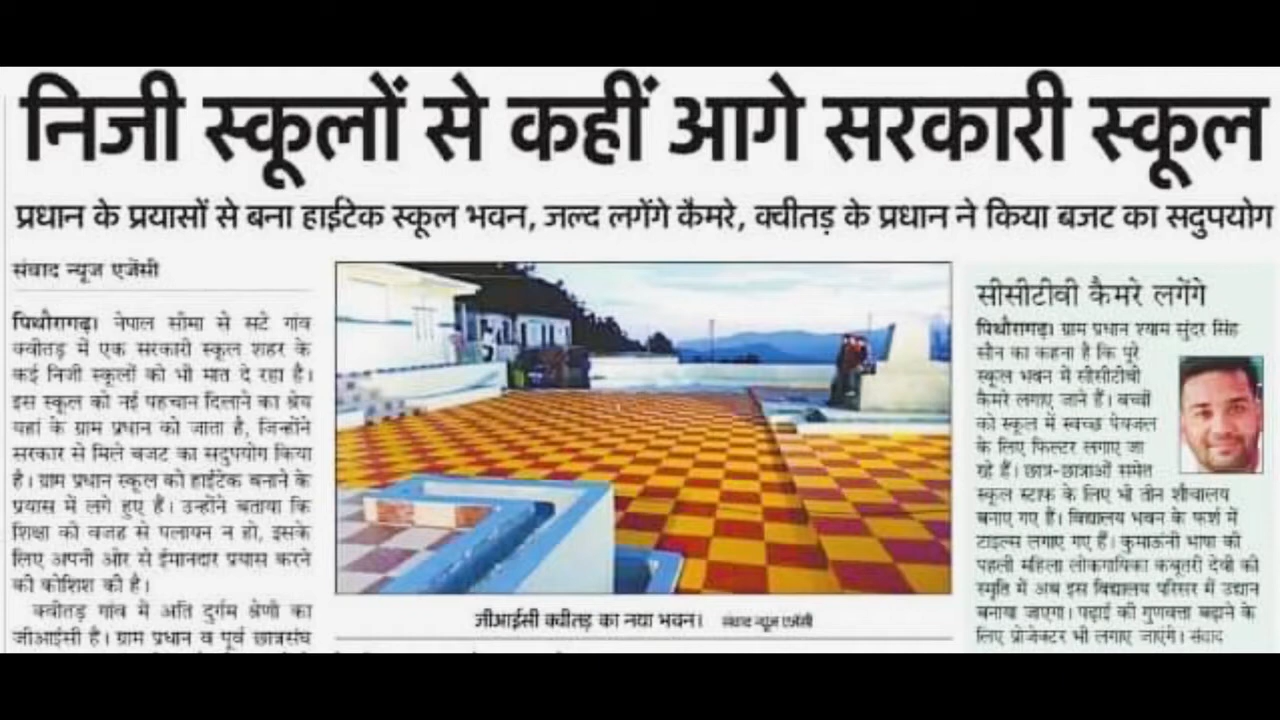 निजी स्कूलों से कहीं आगे सरकारी स्कूल
प्रधान के प्रयासों से बना हाईटेक स्कूल भवन, जल्द लगेंगे कैमरे, क्वीतड़ के प्रधान ने किया बजट का सदुपयोग
संवाद न्यूज एजेंसी
पिथौरागढ़। नेपाल सीमा से सटे गांव
क्वीतड़ में एक सरकारी स्कूल शहर के
कई निजी स्कूलों को भी मात दे रहा है।
इस स्कूल को नई पहचान दिलाने का श्रेय
यहां के ग्राम प्रधान को जाता है, जिन्होंने
सरकार से मिले बजट का सदुपयोग किया
है। ग्राम प्रधान स्कूल को हाईटेक बनाने के
प्रयास में लगे हुए हैं। उन्होंने बताया कि
शिक्षा की वजह से पलायन न हो, इसके
लिए अपनी ओर से ईमानदार प्रयास करने
की कोशिश की है।
क्वीतड़ गांव में अति दुर्गम श्रेणी का
जीआईसी है। ग्राम प्रधान व पूर्व छात्रसंघ
जीआईसी क्वीतड़ का नया भवन। संवाद न्यूज एजेंसी
सीसीटीवी कैमरे लगेंगे
पिथौरागढ़। ग्राम प्रधान श्याम सुंदर सिंह
सौन का कहना है कि पूरे
स्कूल भवन में सीसीटीवी
कैमरे लगाए जाने हैं। बच्चों
को स्कूल में स्वच्छ पेयजल
के लिए फिल्टर लगाए जा
रहे हैं। छात्र-छात्राओं समेत
स्कूल स्टाफ के लिए भी तीन शौचालय
बनाए गए हैं। विद्यालय भवन के फर्श में
टाइल्स लगाए गए हैं। कुमाऊंनी भाषा की
पहली महिला लोकगायिका कबूतरी देवी की
स्मृति में अब इस विद्यालय परिसर में उद्यान
बनाया जाएगा। पढ़ाई की गुणवत्ता बढ़ाने के
लिए प्रोजेक्टर भी लगाए जाएंगे। संवाद